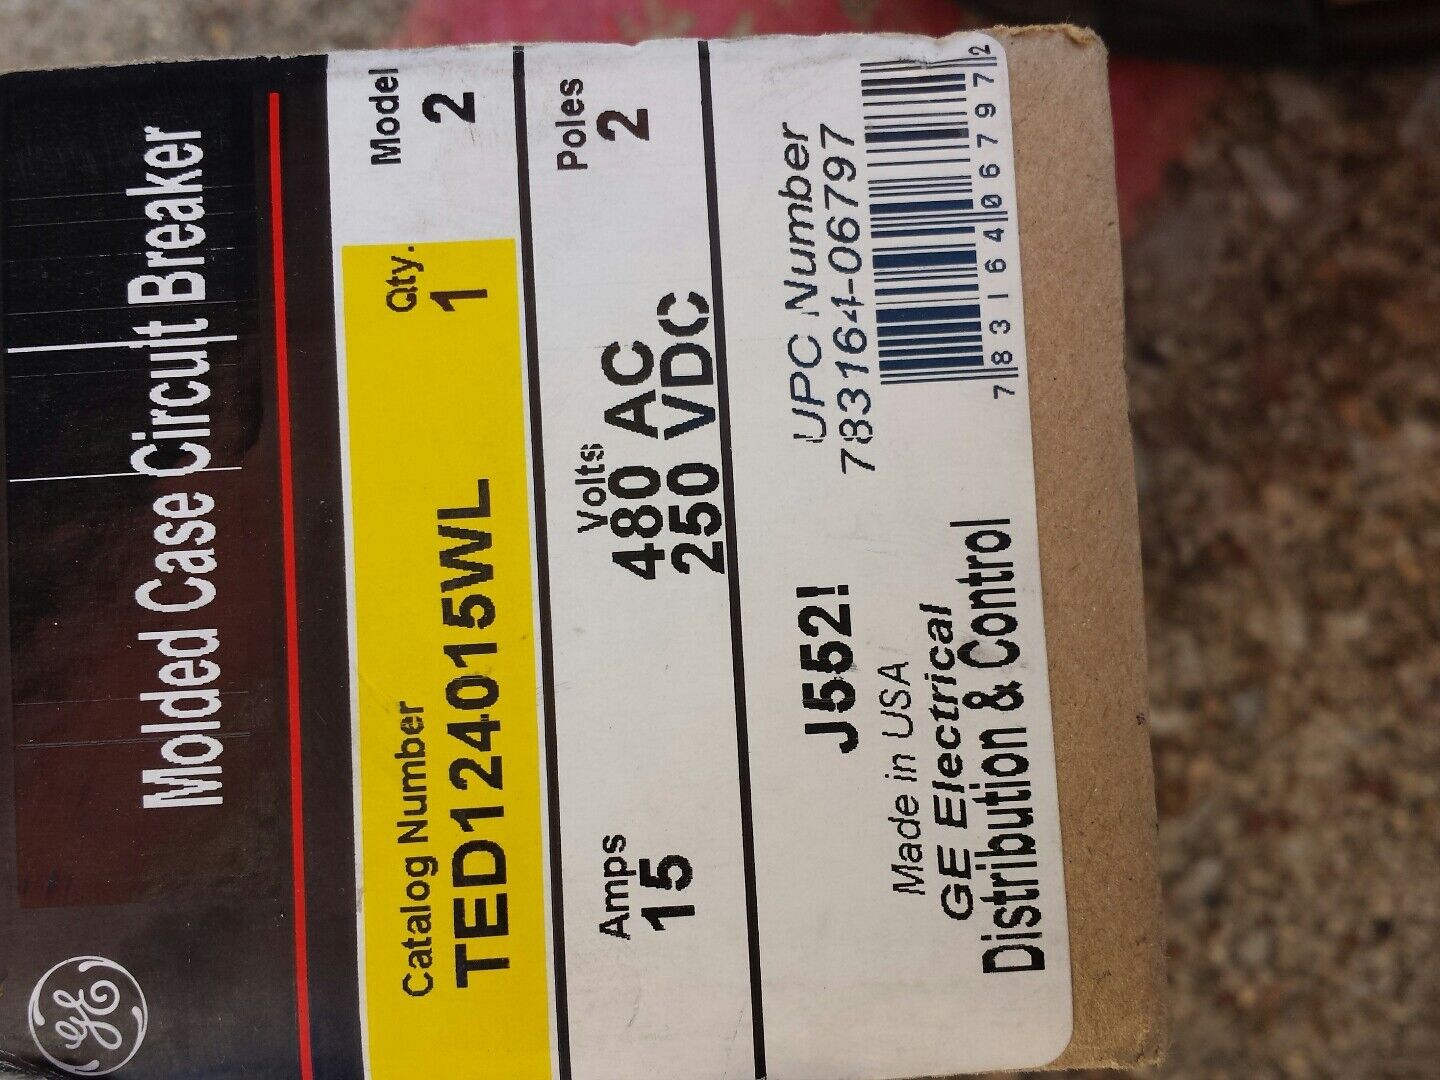 GE
Molded Case Circuit Breaker
Catalog Number Qty. Model
TED124015WL 1 2
Amps Volts Poles
15 480 AC 2
250 VDC
J552!
Made in USA
GE Electrical
Distribution & Control
UPC Number
783164-06797
7 83164 06797 2